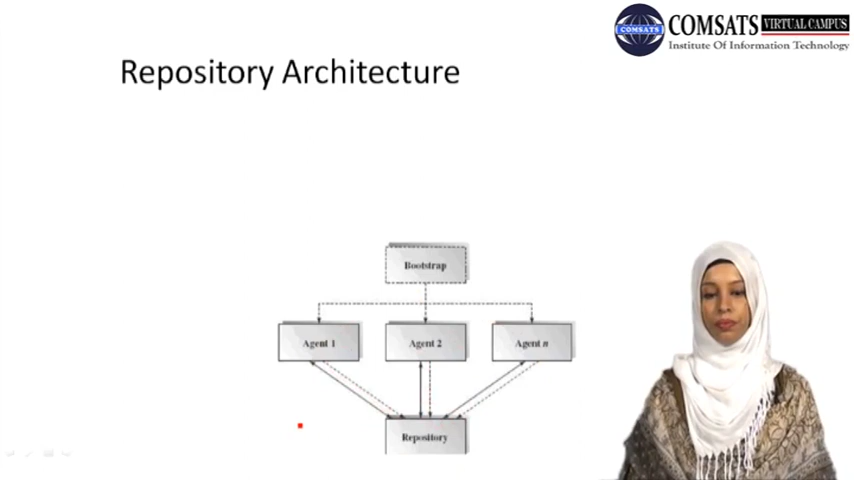 COMSATS VIRTUAL CAMPUS
COMSATS
Institute Of Information Technology
Repository Architecture
Bootstrap
Agent 1
Agent 2
Agent n
Repository